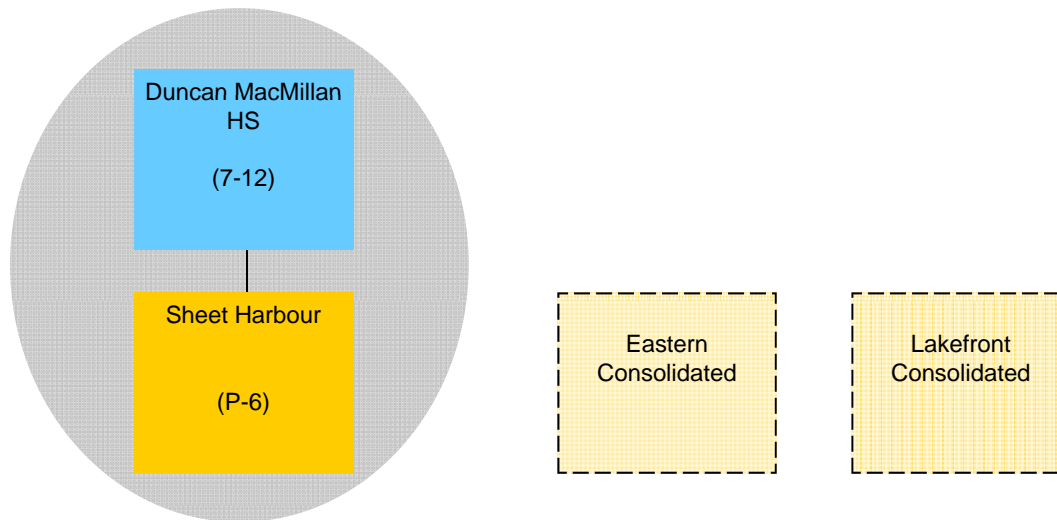 Duncan MacMillan
HS
(7-12)
Sheet Harbour
(P-6)
Eastern
Consolidated
Lakefront
Consolidated